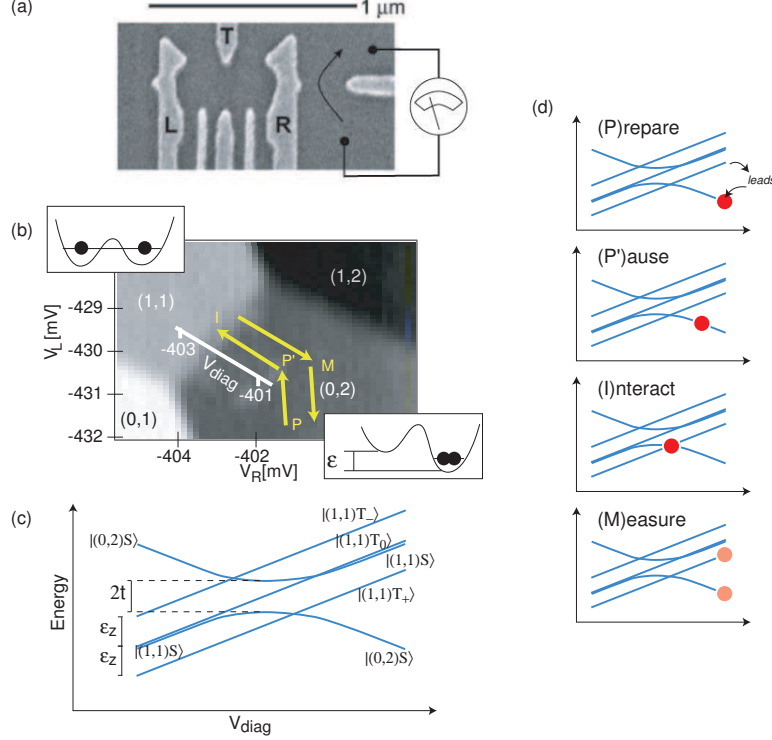 (a)
1 μm
T
L
R
(b)
(1,2)
(1,1)
(0,2)
(0,1)
I
P'
M
P
V_diag
-403
-401
V_L[mV]
-429
-430
-431
-432
-404
-402
V_R[mV]
ε
(c)
Energy
V_diag
|(0,2)S⟩
|(1,1)T_−⟩
|(1,1)T_0⟩
|(1,1)S⟩
|(1,1)T_+⟩
2t
ε_Z
ε_Z
|(1,1)S⟩
|(0,2)S⟩
(d)
(P)repare
leads
(P')ause
(I)nteract
(M)easure